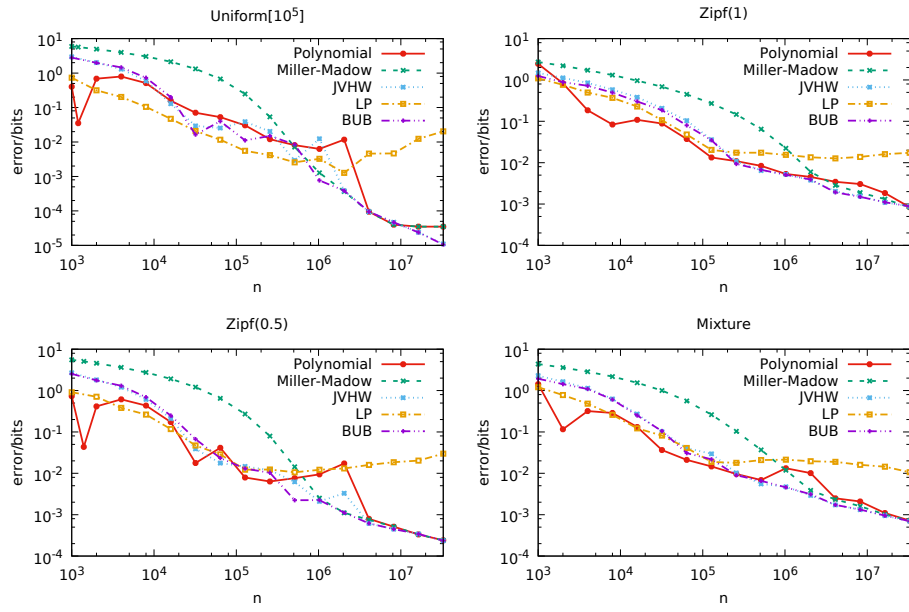 Uniform[10⁵]
error/bits
10¹
10⁰
10⁻¹
10⁻²
10⁻³
10⁻⁴
10⁻⁵
Polynomial
Miller-Madow
JVHW
LP
BUB
10³ 10⁴ 10⁵ 10⁶ 10⁷
n
Zipf(1)
error/bits
10¹
10⁰
10⁻¹
10⁻²
10⁻³
10⁻⁴
Polynomial
Miller-Madow
JVHW
LP
BUB
10³ 10⁴ 10⁵ 10⁶ 10⁷
n
Zipf(0.5)
error/bits
10¹
10⁰
10⁻¹
10⁻²
10⁻³
10⁻⁴
Polynomial
Miller-Madow
JVHW
LP
BUB
10³ 10⁴ 10⁵ 10⁶ 10⁷
n
Mixture
error/bits
10¹
10⁰
10⁻¹
10⁻²
10⁻³
10⁻⁴
Polynomial
Miller-Madow
JVHW
LP
BUB
10³ 10⁴ 10⁵ 10⁶ 10⁷
n